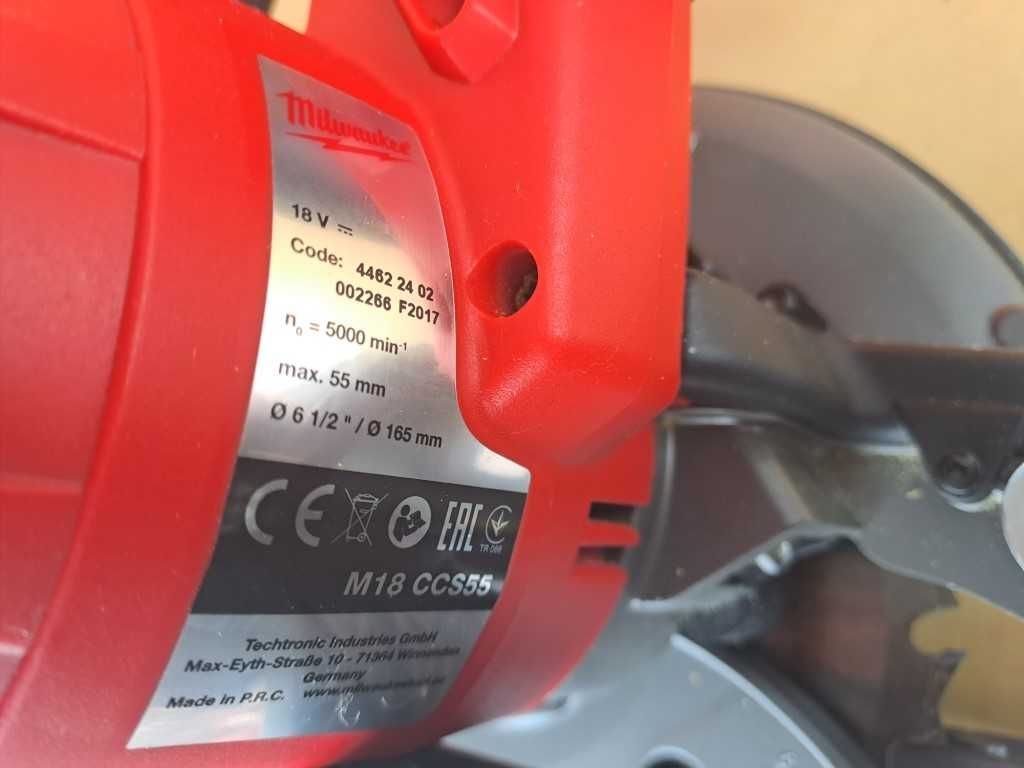 Milwaukee
18 V
Code: 4462 24 02
002266 F2017
n₀ = 5000 min⁻¹
max. 55 mm
Ø 6 1/2 " / Ø 165 mm
CE EAC
TR 066
M18 CCS55
Techtronic Industries GmbH
Max-Eyth-Straße 10 - 71364 Winnenden
Germany
Made in P.R.C.